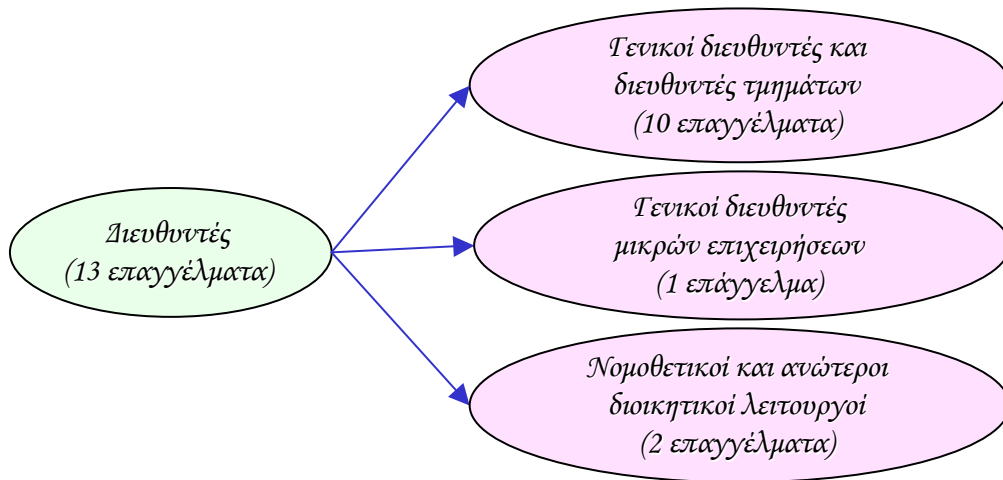 Γενικοί διευθυντές και
διευθυντές τμημάτων
(10 επαγγέλματα)
Διευθυντές
(13 επαγγέλματα)
Γενικοί διευθυντές
μικρών επιχειρήσεων
(1 επάγγελμα)
Νομοθετικοί και ανώτεροι
διοικητικοί λειτουργοί
(2 επαγγέλματα)